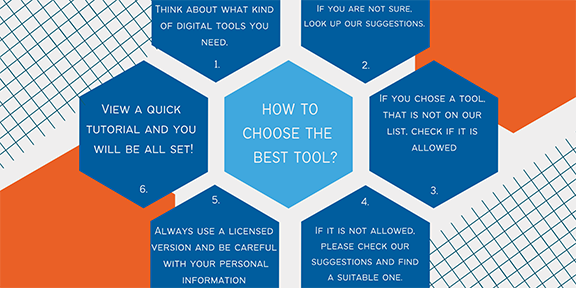 THINK ABOUT WHAT KIND
OF DIGITAL TOOLS YOU
NEED.
1.
IF YOU ARE NOT SURE,
LOOK UP OUR SUGGESTIONS.
2.
HOW TO
CHOOSE THE
BEST TOOL?
IF YOU CHOSE A TOOL,
THAT IS NOT ON OUR
LIST, CHECK IF IT IS
ALLOWED
3.
4.
IF IT IS NOT ALLOWED,
PLEASE CHECK OUR
SUGGESTIONS AND FIND
A SUITABLE ONE.
5.
ALWAYS USE A LICENSED
VERSION AND BE CAREFUL
WITH YOUR PERSONAL
INFORMATION
VIEW A QUICK
TUTORIAL AND YOU
WILL BE ALL SET!
6.